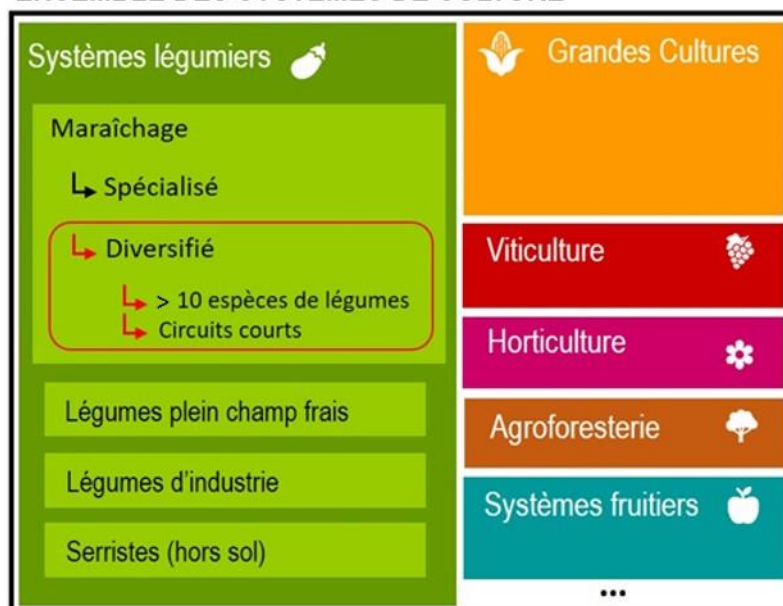 Systèmes légumiers
Maraîchage
Spécialisé
Diversifié
> 10 espèces de légumes
Circuits courts
Légumes plein champ frais
Légumes d'industrie
Serristes (hors sol)
Grandes Cultures
Viticulture
Horticulture
Agroforesterie
Systèmes fruitiers
...